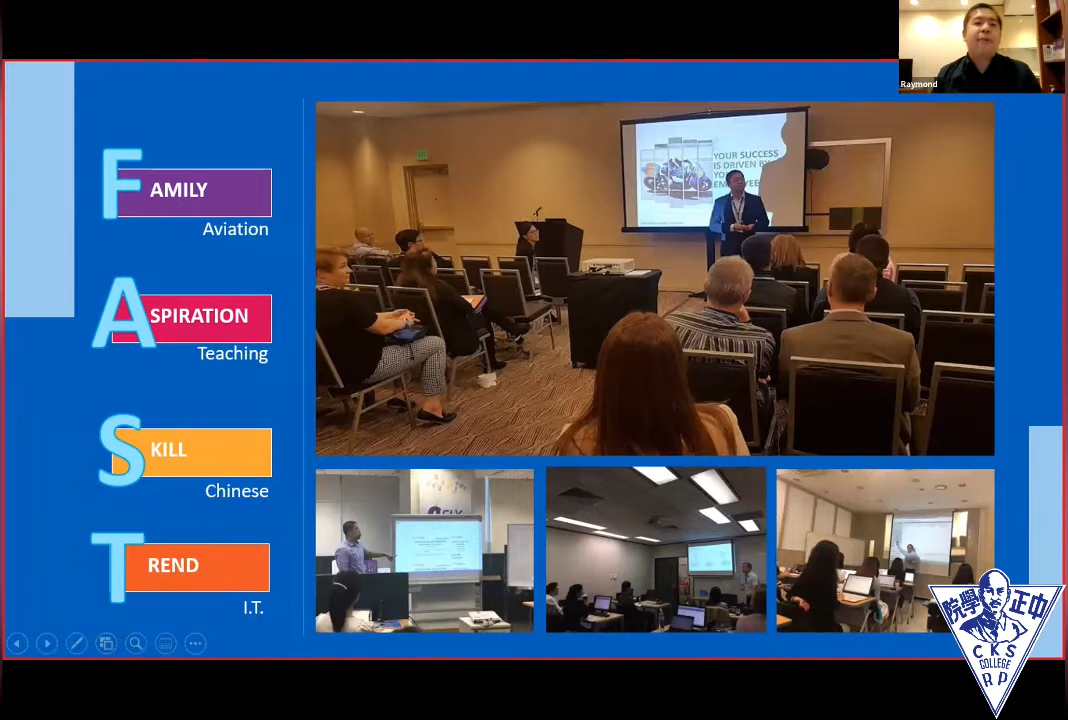 Raymond
FAMILY
Aviation
ASPIRATION
Teaching
SKILL
Chinese
TREND
I.T.
YOUR SUCCESS
IS DRIVEN BY
院學 正中
CKS
COLLEGE
RP